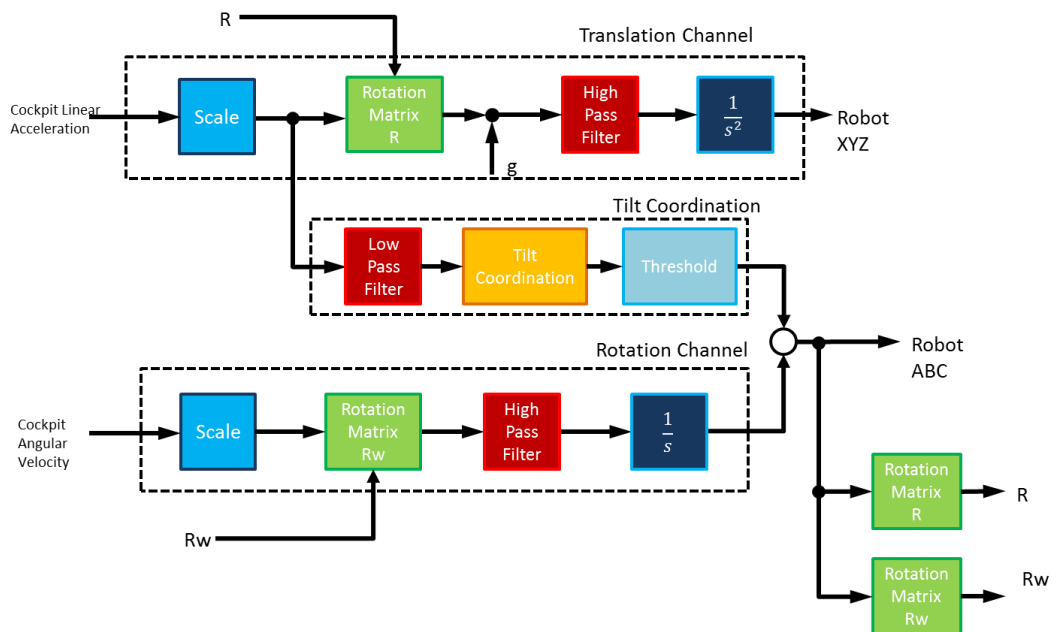 R
Translation Channel
Cockpit Linear
Acceleration
Scale
Rotation
Matrix
R
g
High
Pass
Filter
1
s²
Robot
XYZ
Tilt Coordination
Low
Pass
Filter
Tilt
Coordination
Threshold
Rotation Channel
Robot
ABC
Cockpit
Angular
Velocity
Scale
Rotation
Matrix
Rw
High
Pass
Filter
1
s
Rw
Rotation
Matrix
R
R
Rotation
Matrix
Rw
Rw